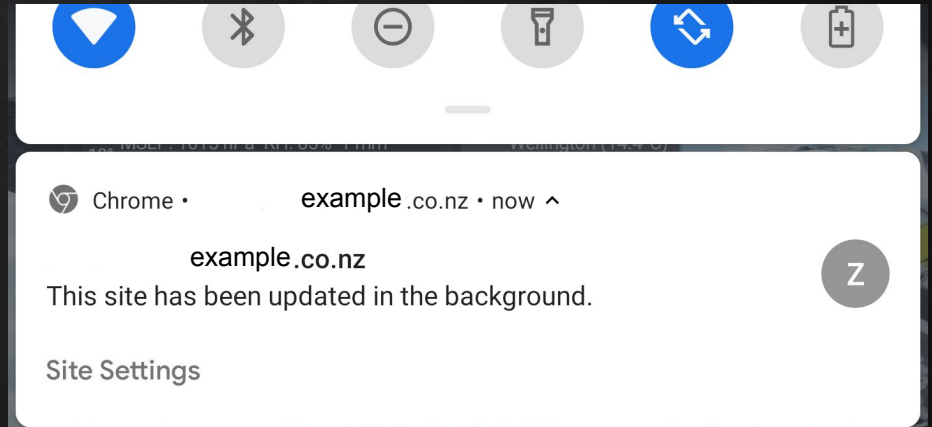 Chrome • example.co.nz • now
example.co.nz
Z
This site has been updated in the background.
Site Settings